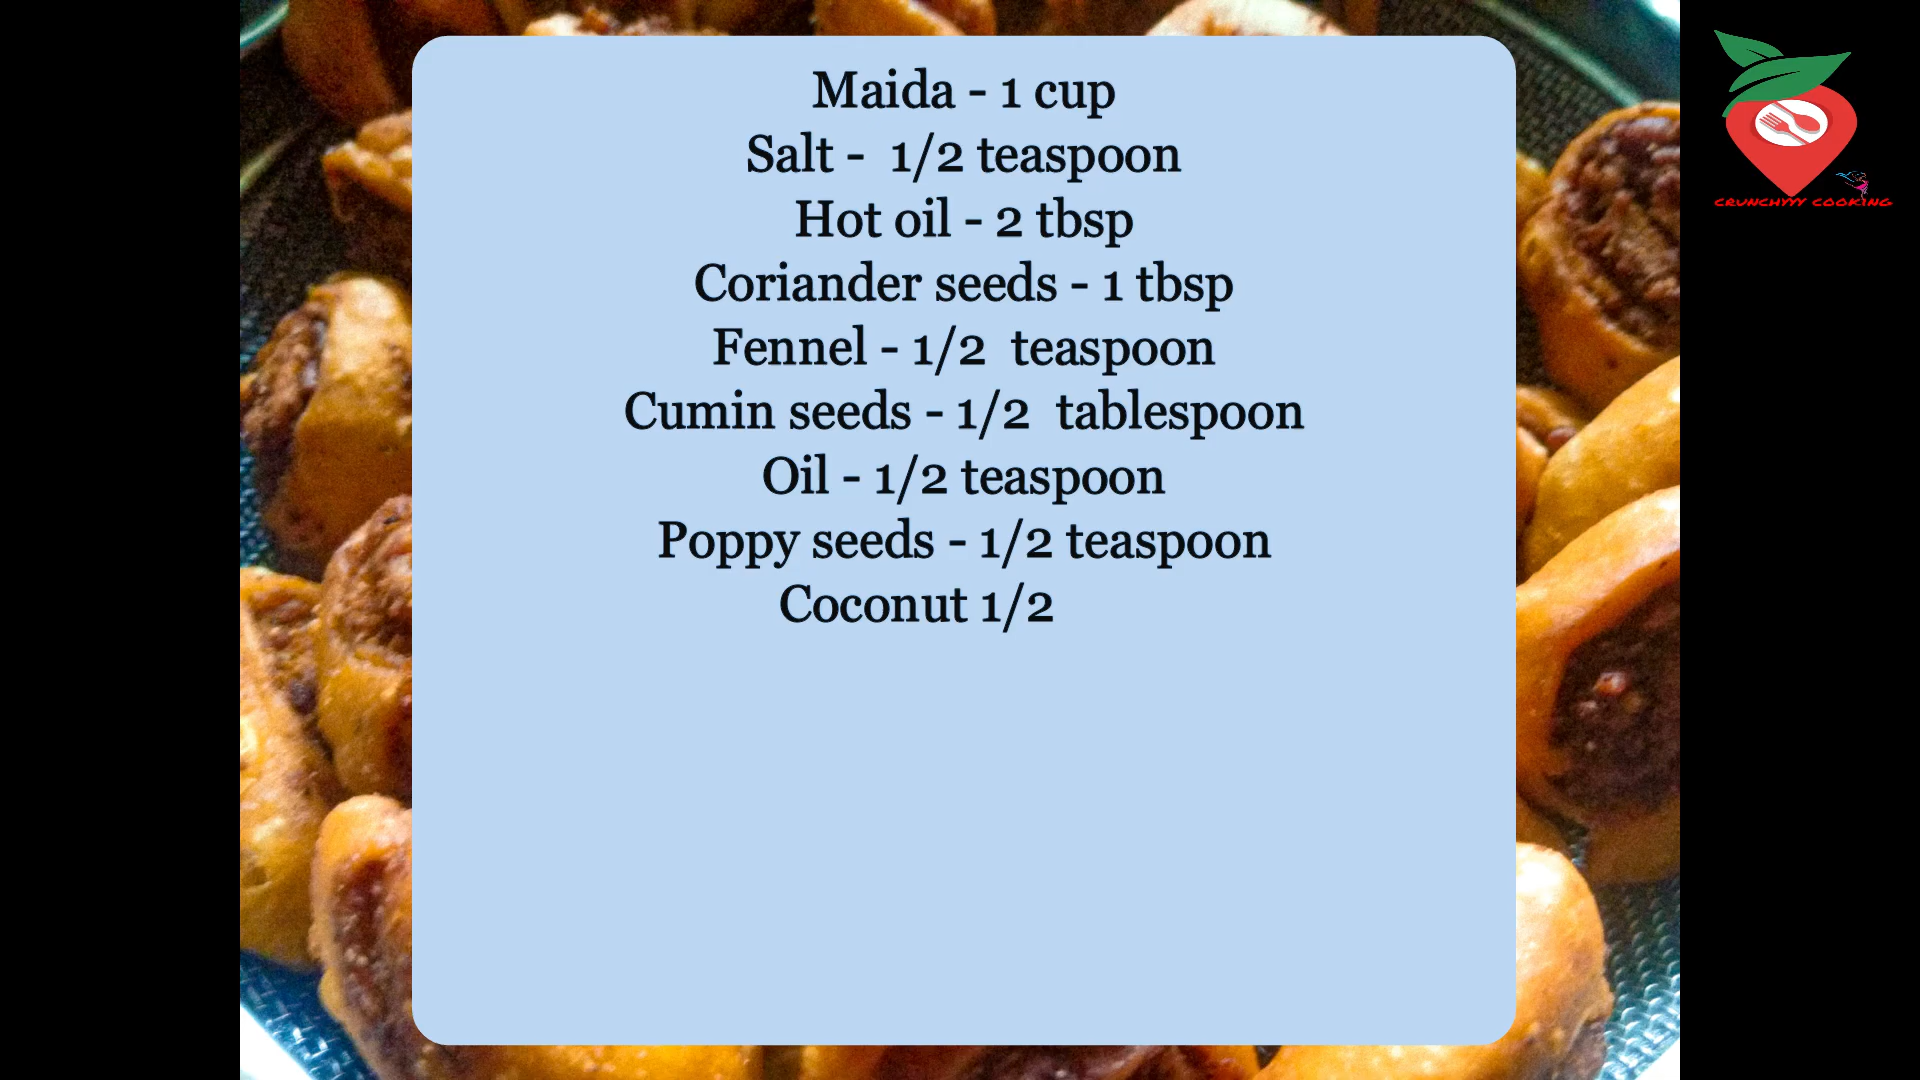 Maida - 1 cup
Salt -  1/2 teaspoon
Hot oil - 2 tbsp
Coriander seeds - 1 tbsp
Fennel - 1/2  teaspoon
Cumin seeds - 1/2  tablespoon
Oil - 1/2 teaspoon
Poppy seeds - 1/2 teaspoon
Coconut 1/2
CRUNCHYYY COOKING